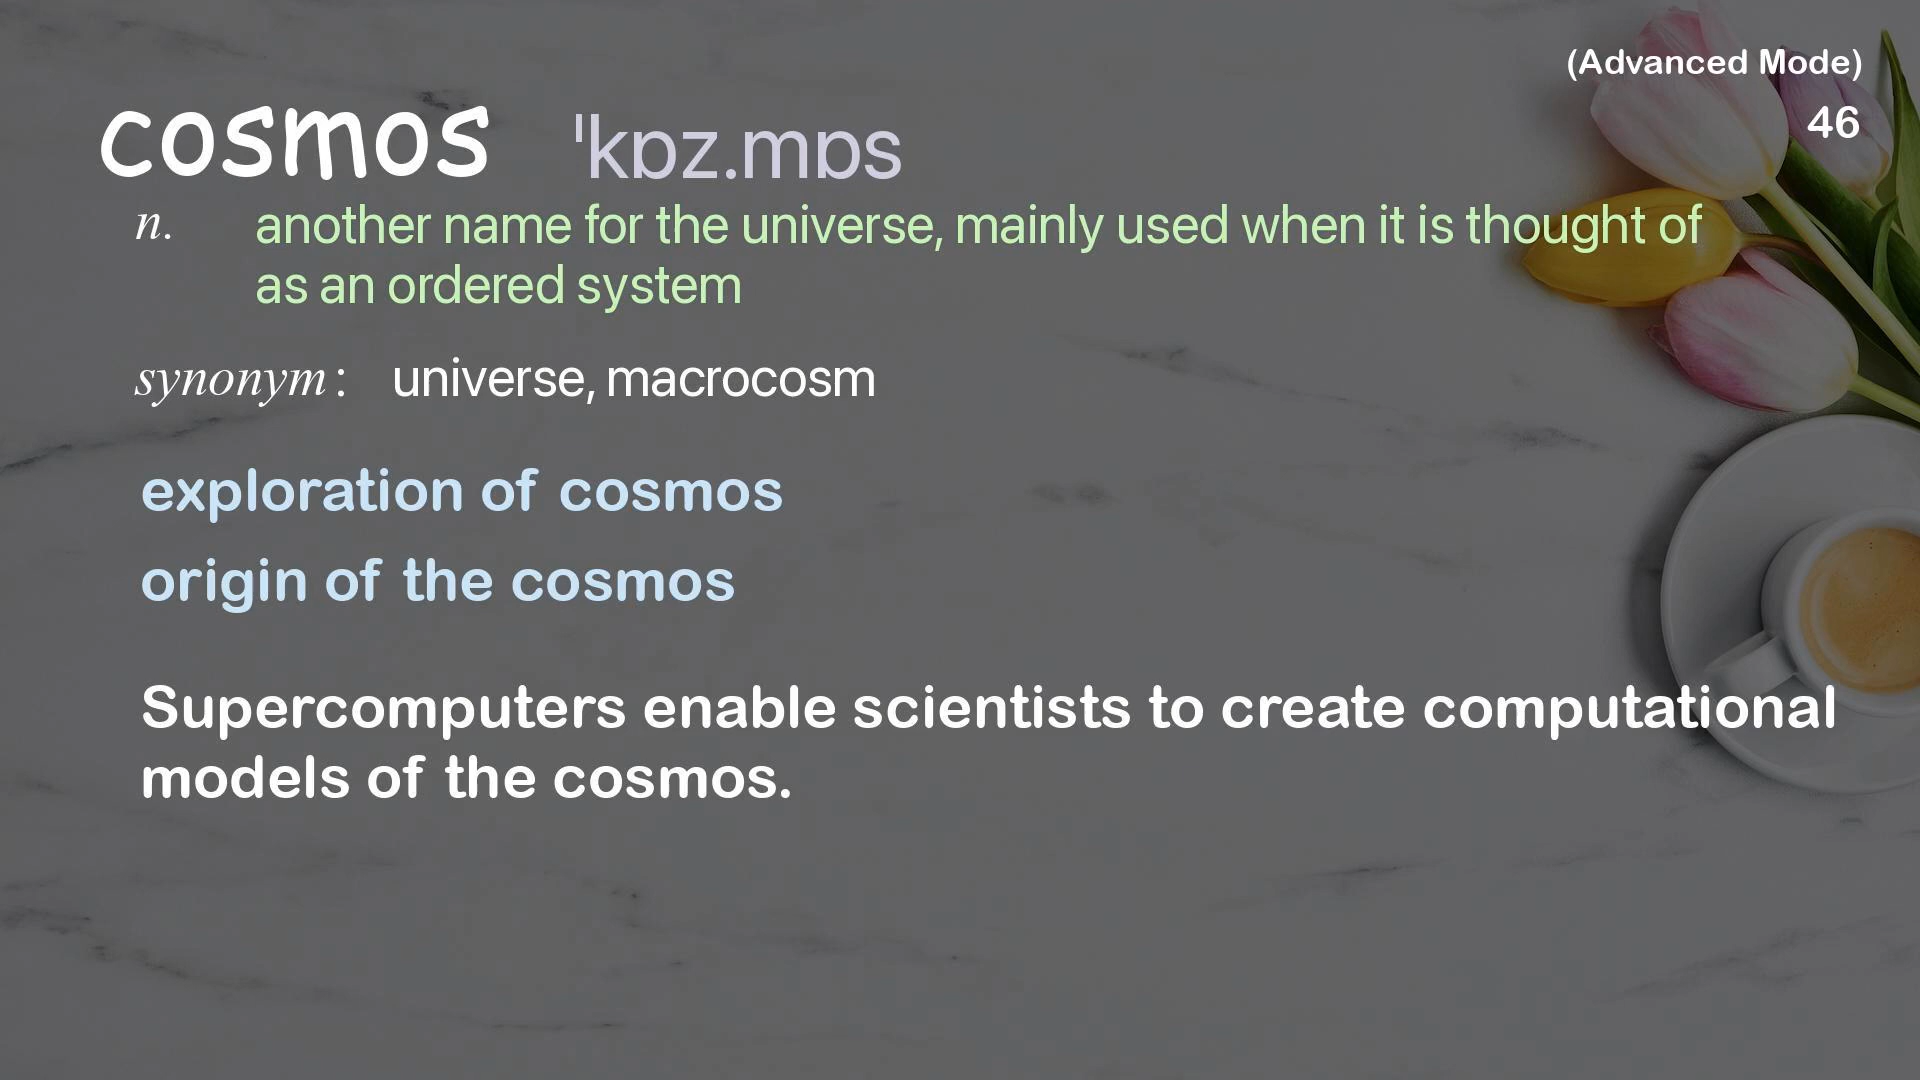 (Advanced Mode)
46
cosmos ˈkɒz.mɒs
n. another name for the universe, mainly used when it is thought of
as an ordered system
synonym: universe, macrocosm
exploration of cosmos
origin of the cosmos
Supercomputers enable scientists to create computational
models of the cosmos.